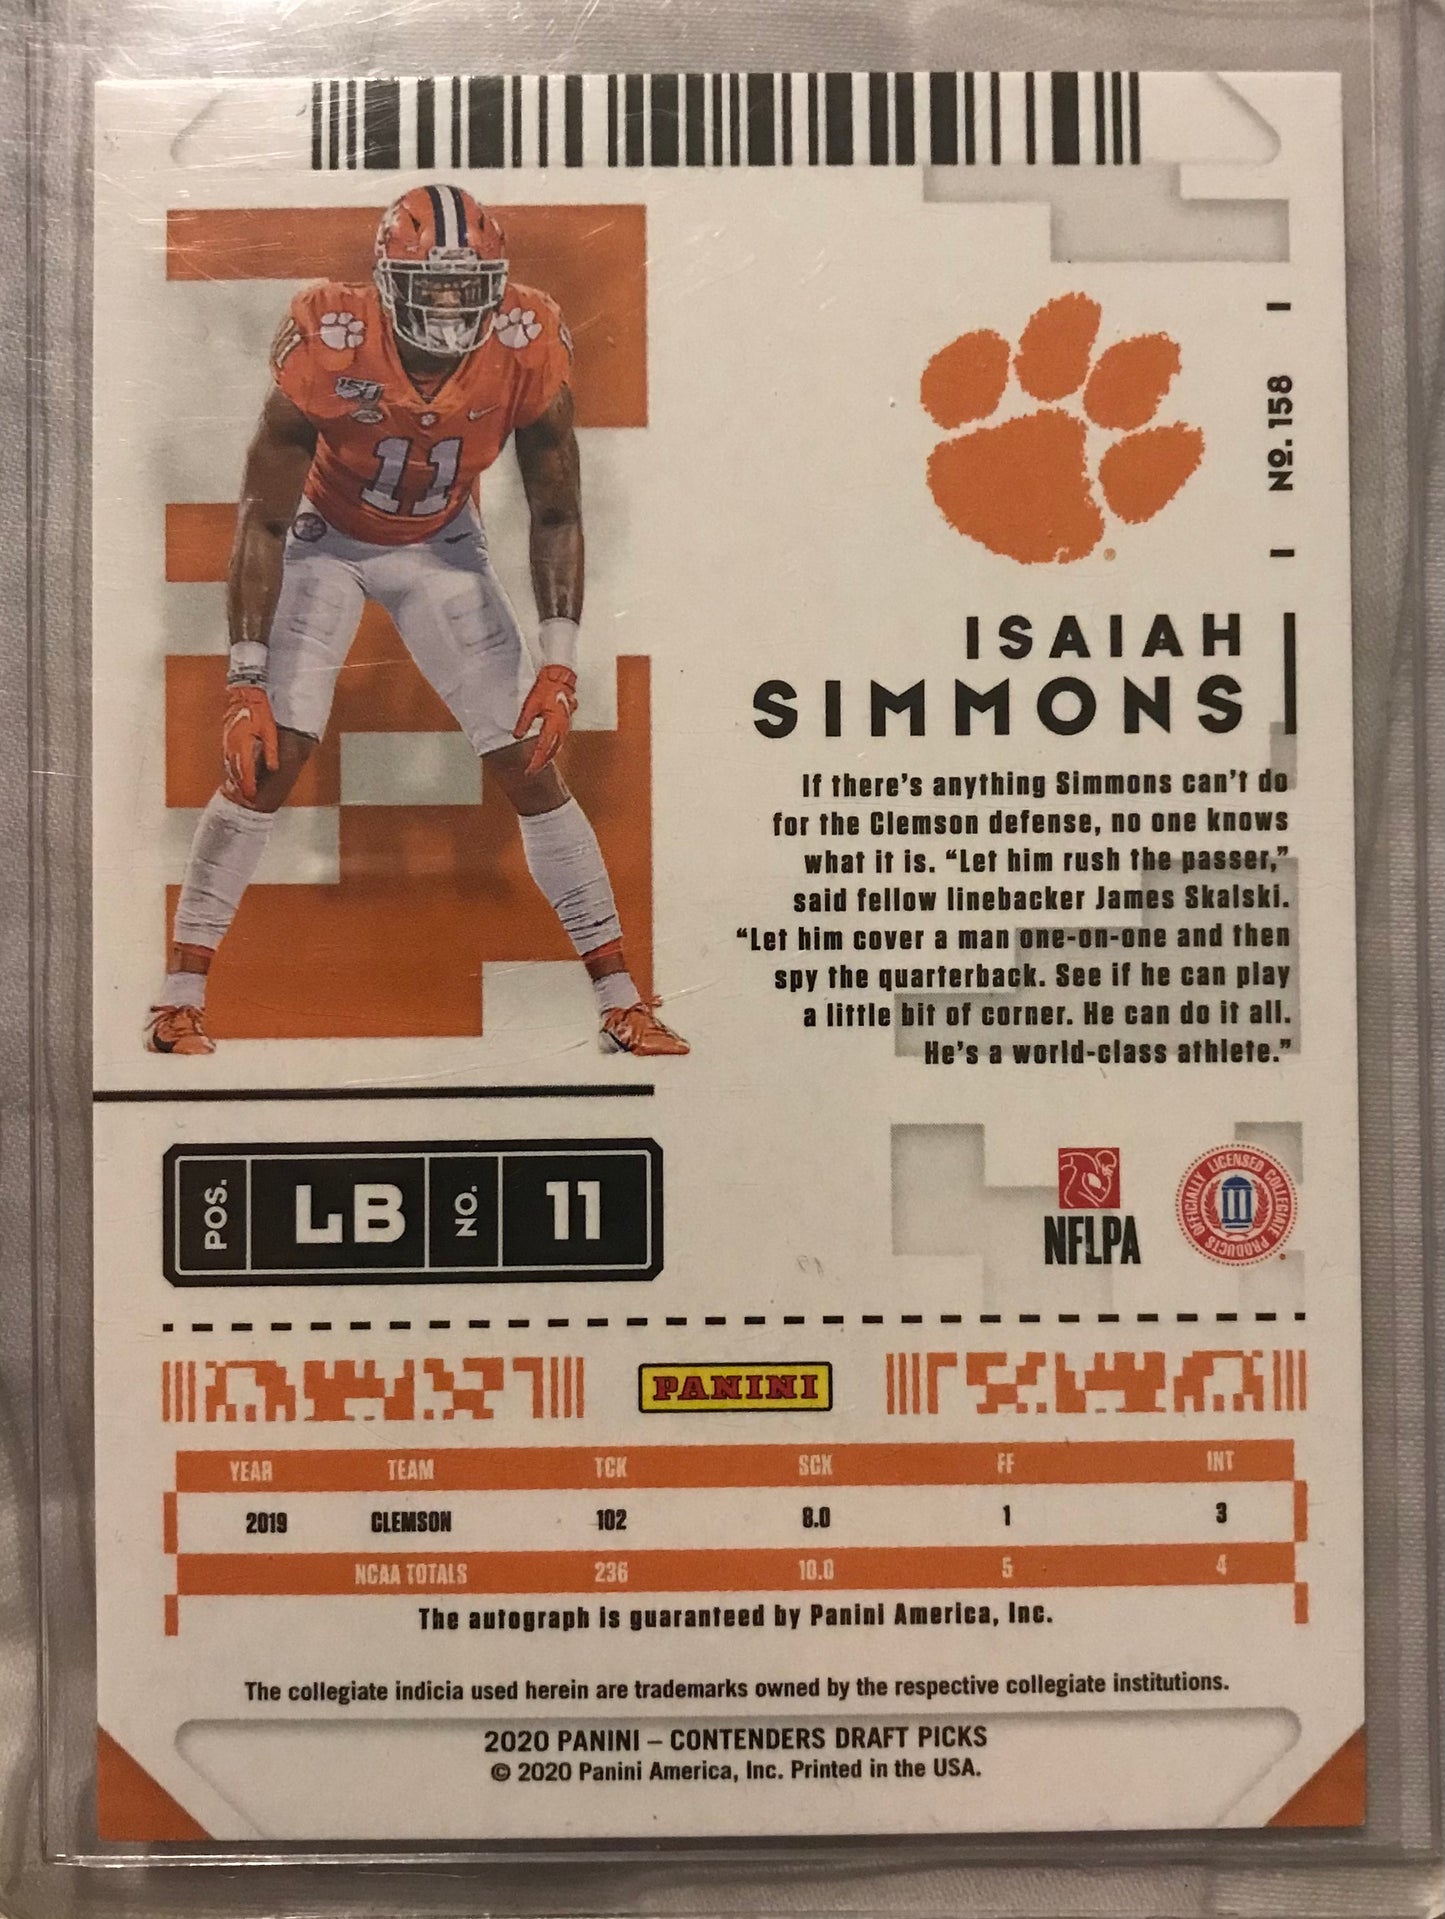 No. 158
ISAIAH
SIMMONS
If there's anything Simmons can't do
for the Clemson defense, no one knows
what it is. “Let him rush the passer,”
said fellow linebacker James Skalski.
“Let him cover a man one-on-one and then
spy the quarterback. See if he can play
a little bit of corner. He can do it all.
He's a world-class athlete.”
150
11
POS. LB NO. 11
NFLPA
OFFICIALLY LICENSED COLLEGIATE PRODUCTS
PANINI
YEAR TEAM TCK SCK FF INT
2019 CLEMSON 102 8.0 1 3
NCAA TOTALS 236 10.0 5 4
The autograph is guaranteed by Panini America, Inc.
The collegiate indicia used herein are trademarks owned by the respective collegiate institutions.
2020 PANINI – CONTENDERS DRAFT PICKS
© 2020 Panini America, Inc. Printed in the USA.